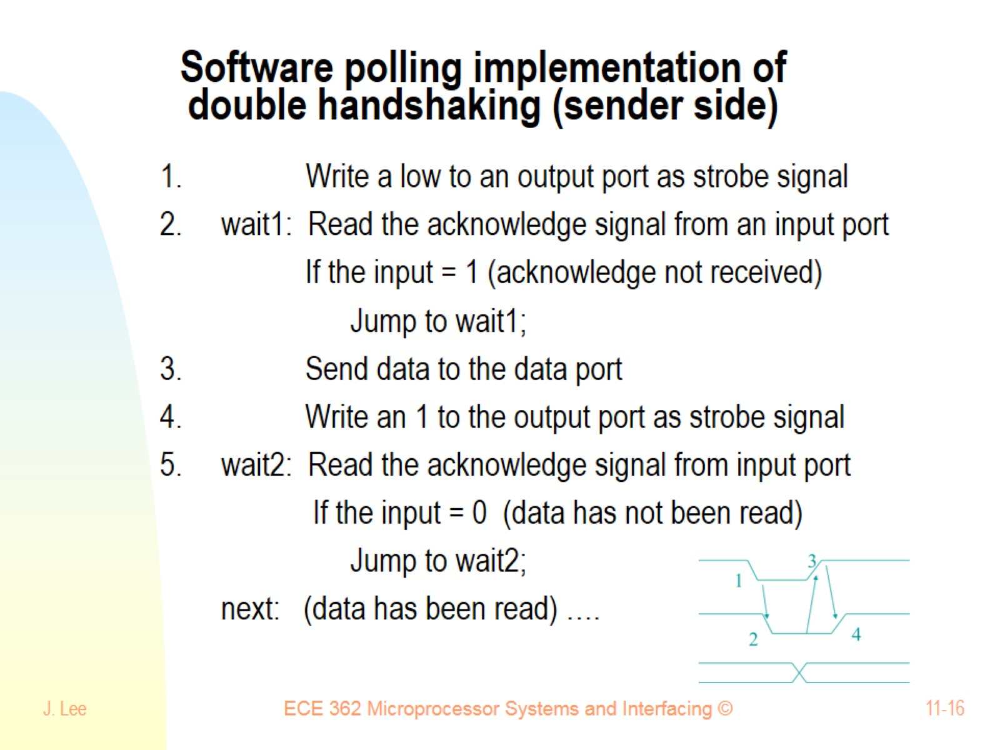 Software polling implementation of
double handshaking (sender side)
1. Write a low to an output port as strobe signal
2. wait1: Read the acknowledge signal from an input port
If the input = 1 (acknowledge not received)
Jump to wait1;
3. Send data to the data port
4. Write an 1 to the output port as strobe signal
5. wait2: Read the acknowledge signal from input port
If the input = 0 (data has not been read)
Jump to wait2;
next: (data has been read) ....
3
1
2
4
J. Lee
ECE 362 Microprocessor Systems and Interfacing ©
11-16